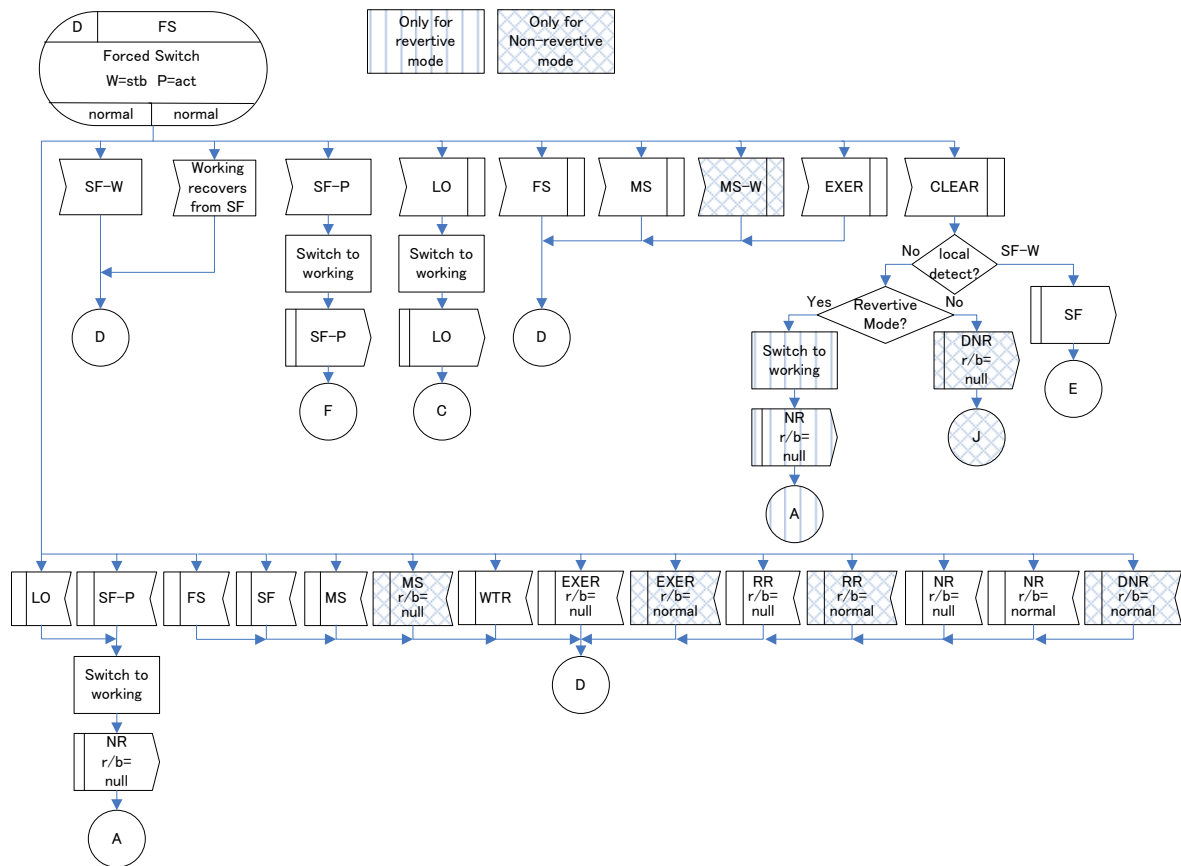 D
FS
Forced Switch
W=stb P=act
normal
normal
Only for
revertive
mode
Only for
Non-revertive
mode
SF-W
Working
recovers
from SF
SF-P
LO
FS
MS
MS-W
EXER
CLEAR
Switch to
working
Switch to
working
No
local
detect?
SF-W
SF-P
LO
Yes
Revertive
Mode?
No
SF
D
F
C
D
Switch to
working
DNR
r/b=
null
E
NR
r/b=
null
J
A
LO
SF-P
FS
SF
MS
MS
r/b=
null
WTR
EXER
r/b=
null
EXER
r/b=
normal
RR
r/b=
null
RR
r/b=
normal
NR
r/b=
null
NR
r/b=
normal
DNR
r/b=
normal
Switch to
working
D
NR
r/b=
null
A